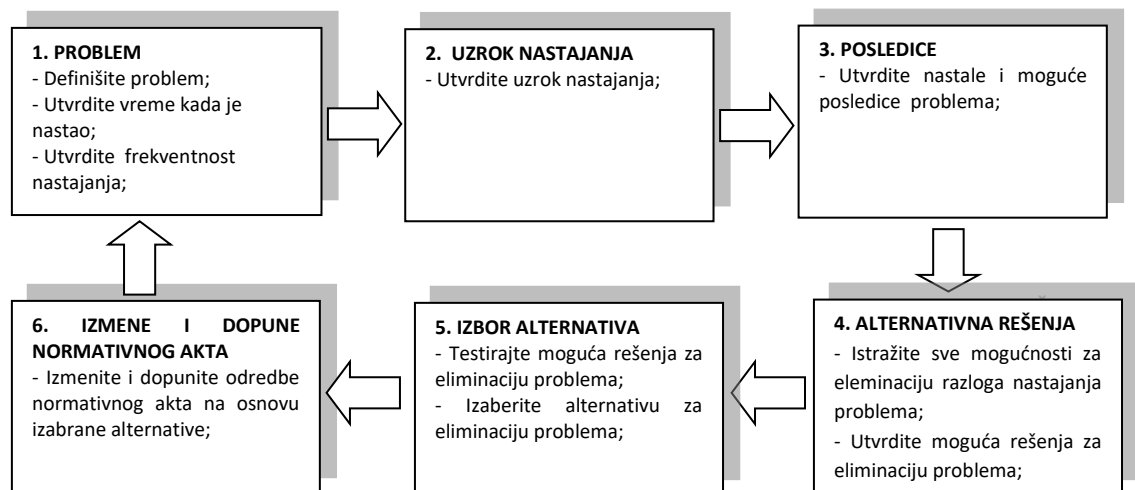 1. PROBLEM
- Definišite problem;
- Utvrdite vreme kada je
nastao;
- Utvrdite frekventnost
nastajanja;
2. UZROK NASTAJANJA
- Utvrdite uzrok nastajanja;
3. POSLEDICE
- Utvrdite nastale i moguće
posledice problema;
4. ALTERNATIVNA REŠENJA
- Istražite sve mogućnosti za
eleminaciju razloga nastajanja
problema;
- Utvrdite moguća rešenja za
eliminaciju problema;
5. IZBOR ALTERNATIVA
- Testirajte moguća rešenja za
eliminaciju problema;
- Izaberite alternativu za
eliminaciju problema;
6. IZMENE I DOPUNE
NORMATIVNOG AKTA
- Izmenite i dopunite odredbe
normativnog akta na osnovu
izabrane alternative;